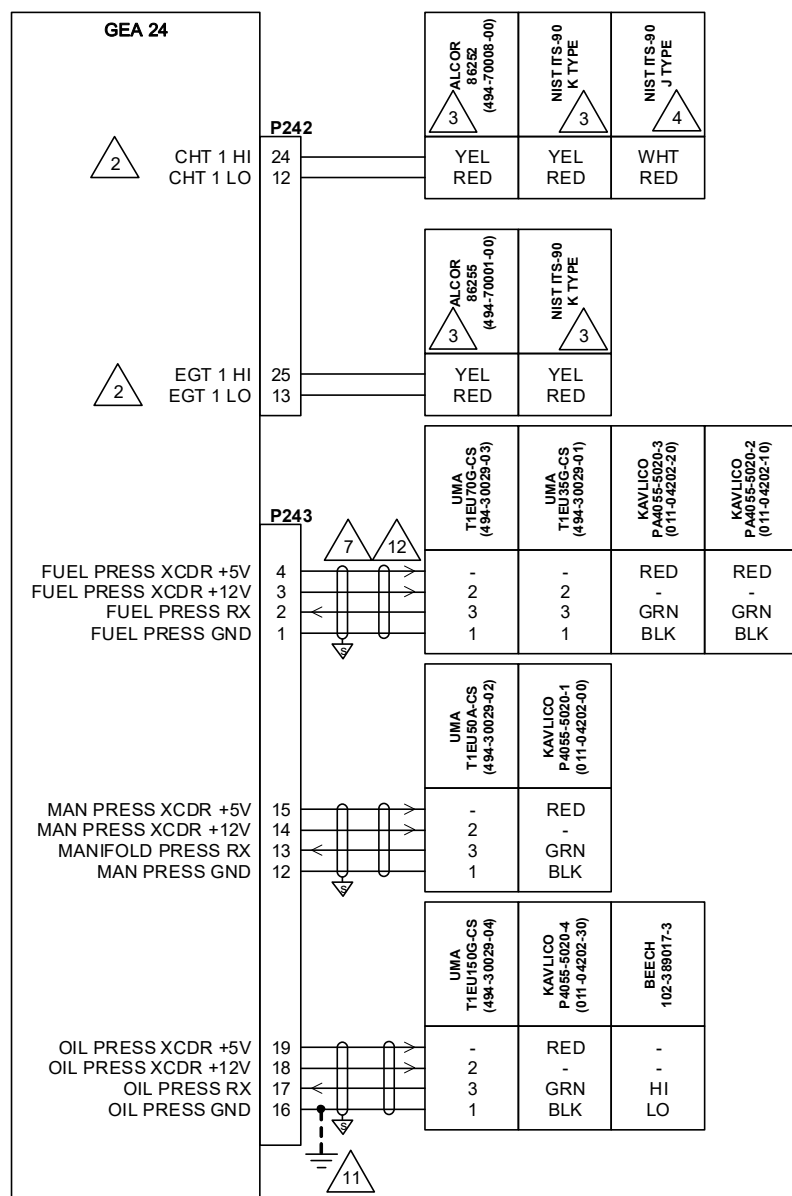 GEA 24
P242
2
CHT 1 HI 24
CHT 1 LO 12
ALCOR
86252
(494-70008-00)
3
NIST ITS-90
K TYPE
3
NIST ITS-90
J TYPE
4
YEL YEL WHT
RED RED RED
2
EGT 1 HI 25
EGT 1 LO 13
ALCOR
86255
(494-70001-00)
3
NIST ITS-90
K TYPE
3
YEL YEL
RED RED
P243
7 12
UMA
T1EU70G-CS
(494-30029-03)
UMA
T1EU35G-CS
(494-30029-01)
KAVLICO
PA4055-5020-3
(011-04202-20)
KAVLICO
PA4055-5020-2
(011-04202-10)
FUEL PRESS XCDR +5V 4 - - RED RED
FUEL PRESS XCDR +12V 3 2 2 - -
FUEL PRESS RX 2 3 3 GRN GRN
FUEL PRESS GND 1 1 1 BLK BLK
S
UMA
T1EU50A-CS
(494-30029-02)
KAVLICO
P4055-5020-1
(011-04202-00)
MAN PRESS XCDR +5V 15 - RED
MAN PRESS XCDR +12V 14 2 -
MANIFOLD PRESS RX 13 3 GRN
MAN PRESS GND 12 1 BLK
S
UMA
T1EU150G-CS
(494-30029-04)
KAVLICO
P4055-5020-4
(011-04202-30)
BEECH
102-389017-3
OIL PRESS XCDR +5V 19 - RED -
OIL PRESS XCDR +12V 18 2 - -
OIL PRESS RX 17 3 GRN HI
OIL PRESS GND 16 1 BLK LO
S
11